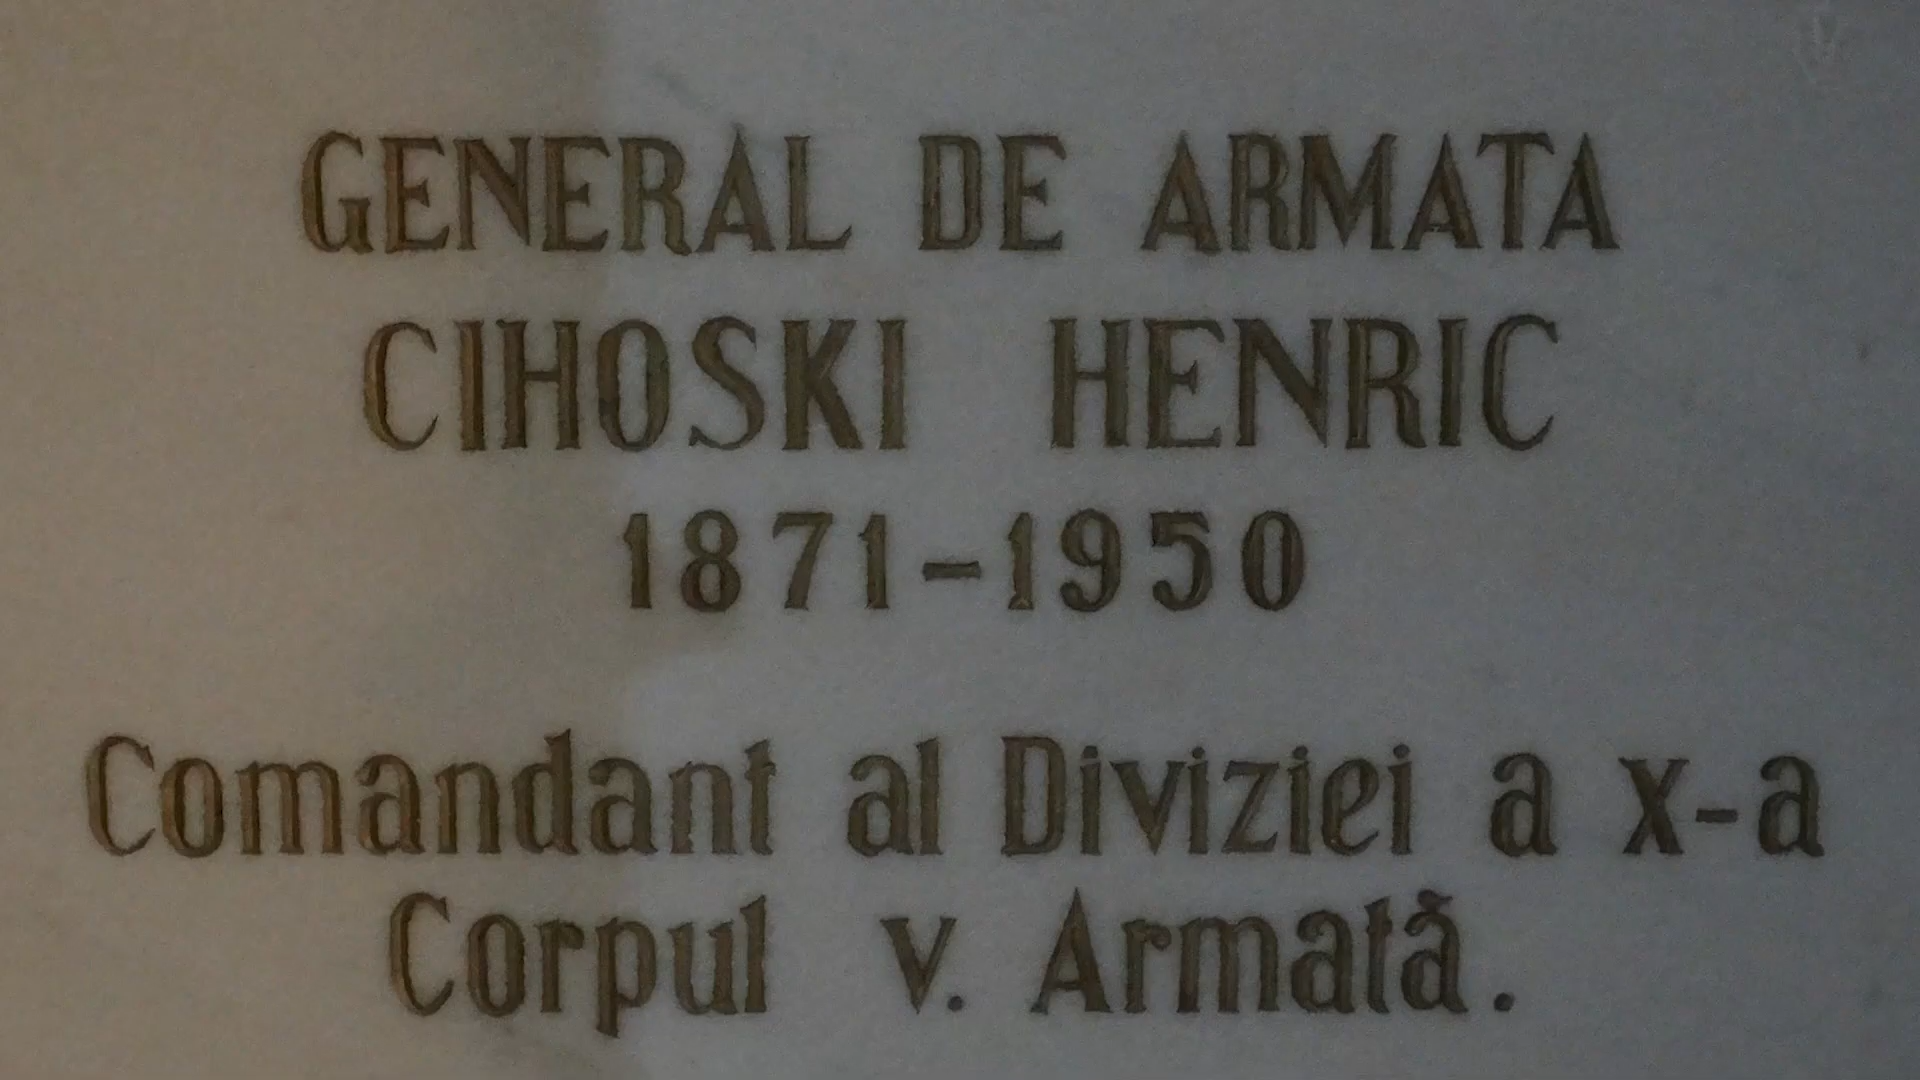 GENERAL DE ARMATA
CIHOSKI HENRIC
1871-1950
Comandant al Diviziei a x-a
Corpul v. Armată.